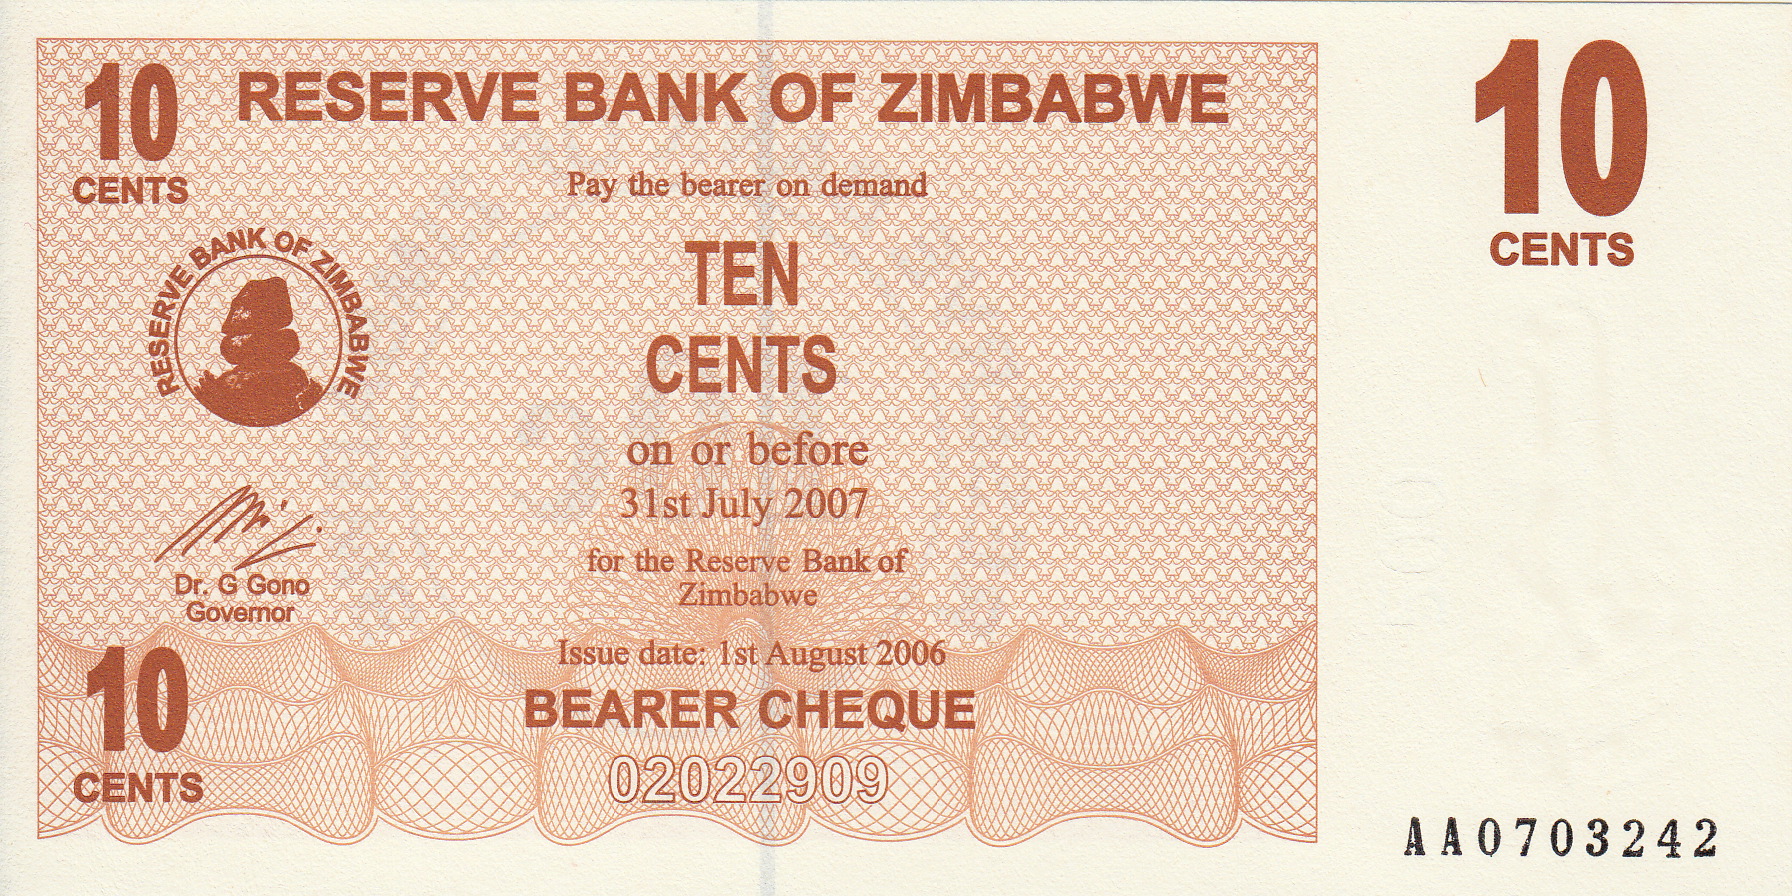 10
CENTS
RESERVE BANK OF ZIMBABWE
10
CENTS
Pay the bearer on demand
TEN
CENTS
RESERVE BANK OF ZIMBABWE
on or before
31st July 2007
for the Reserve Bank of
Zimbabwe
Dr. G Gono
Governor
Issue date: 1st August 2006
BEARER CHEQUE
02022909
10
CENTS
AA0703242